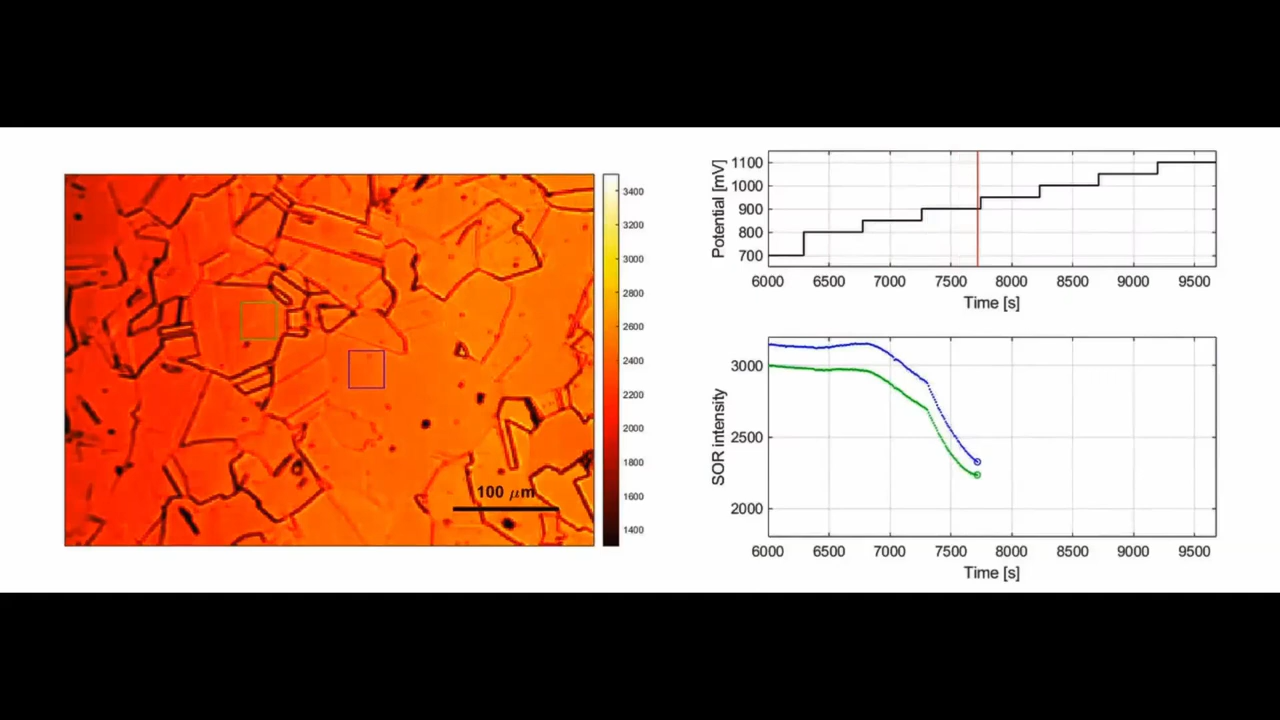 3400
3200
3000
2800
2600
2400
2200
2000
1800
1600
1400
100 μm
Potential [mV]
1100
1000
900
800
700
6000 6500 7000 7500 8000 8500 9000 9500
Time [s]
SOR intensity
3000
2500
2000
6000 6500 7000 7500 8000 8500 9000 9500
Time [s]